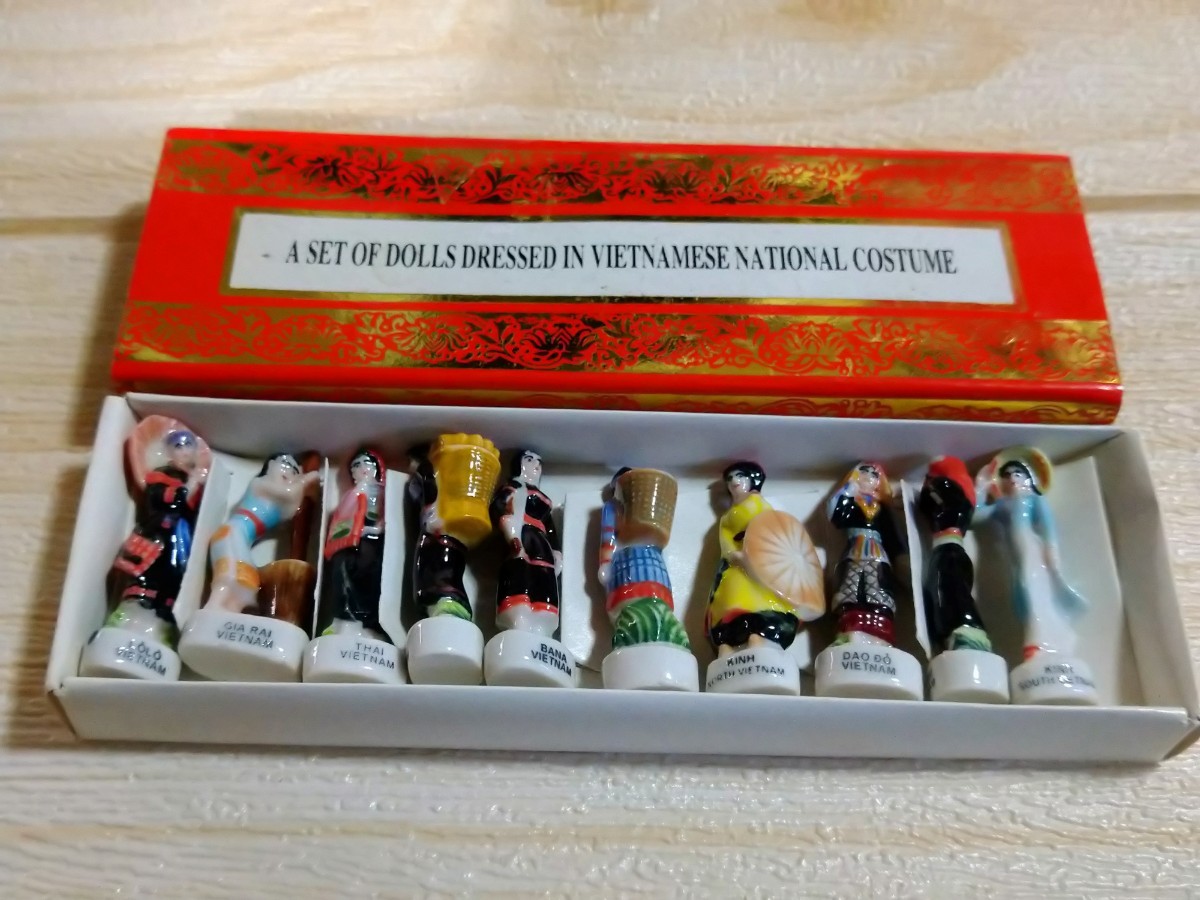 A SET OF DOLLS DRESSED IN VIETNAMESE NATIONAL COSTUME
LÔLÔ
VIETNAM
GIA RAI
VIETNAM
THAI
VIETNAM
BANA
VIETNAM
KINH
NORTH VIETNAM
DAO ĐỎ
VIETNAM
KINH
SOUTH VIETNAM